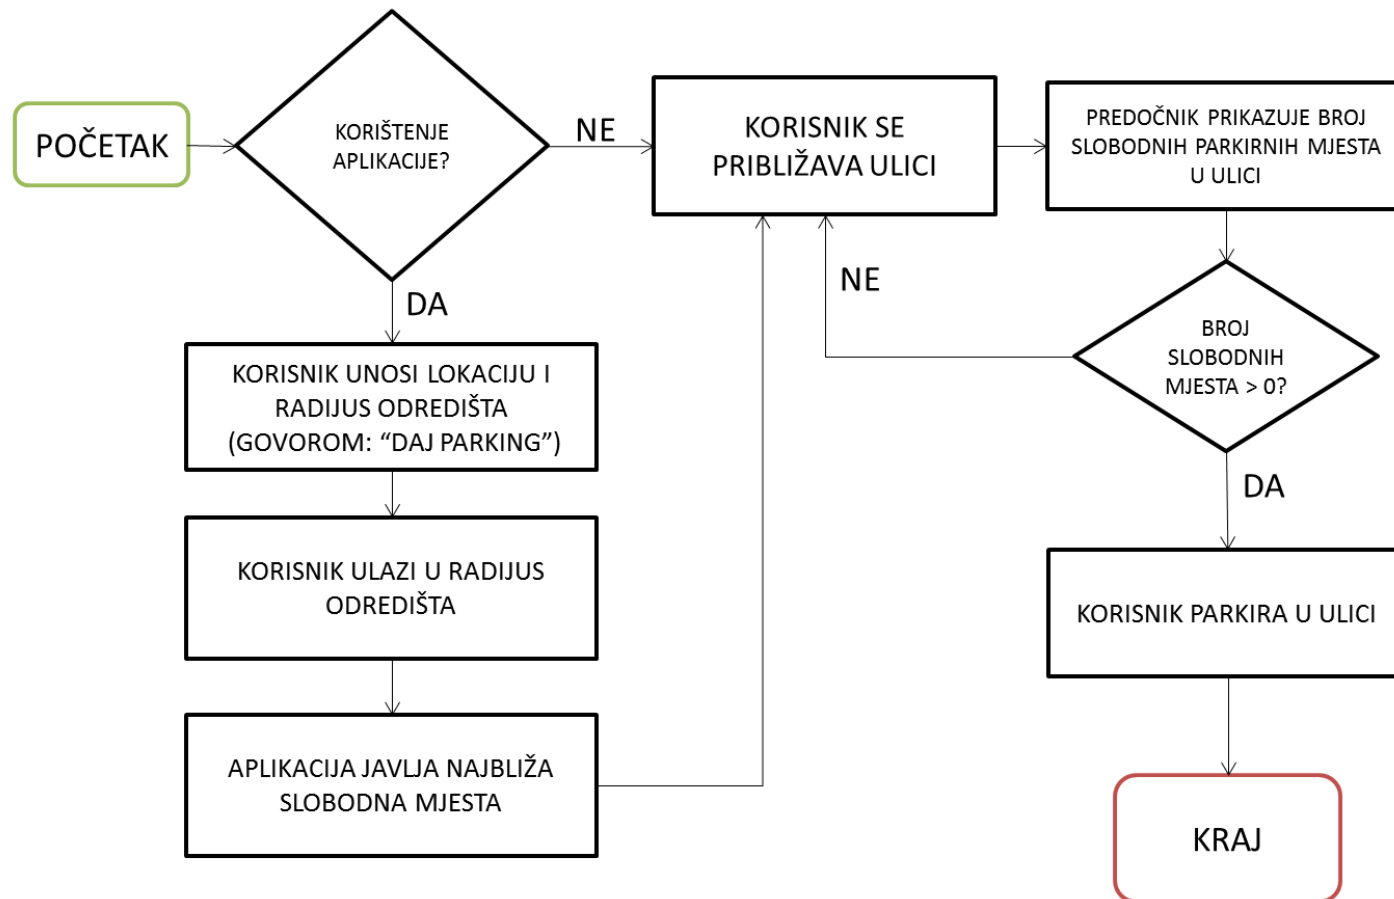 POČETAK
KORIŠTENJE
APLIKACIJE?
NE
KORISNIK SE
PRIBLIŽAVA ULICI
PREDOČNIK PRIKAZUJE BROJ
SLOBODNIH PARKIRNIH MJESTA
U ULICI
DA
KORISNIK UNOSI LOKACIJU I
RADIJUS ODREDIŠTA
(GOVOROM: “DAJ PARKING”)
KORISNIK ULAZI U RADIJUS
ODREDIŠTA
APLIKACIJA JAVLJA NAJBLIŽA
SLOBODNA MJESTA
NE
BROJ
SLOBODNIH
MJESTA > 0?
DA
KORISNIK PARKIRA U ULICI
KRAJ